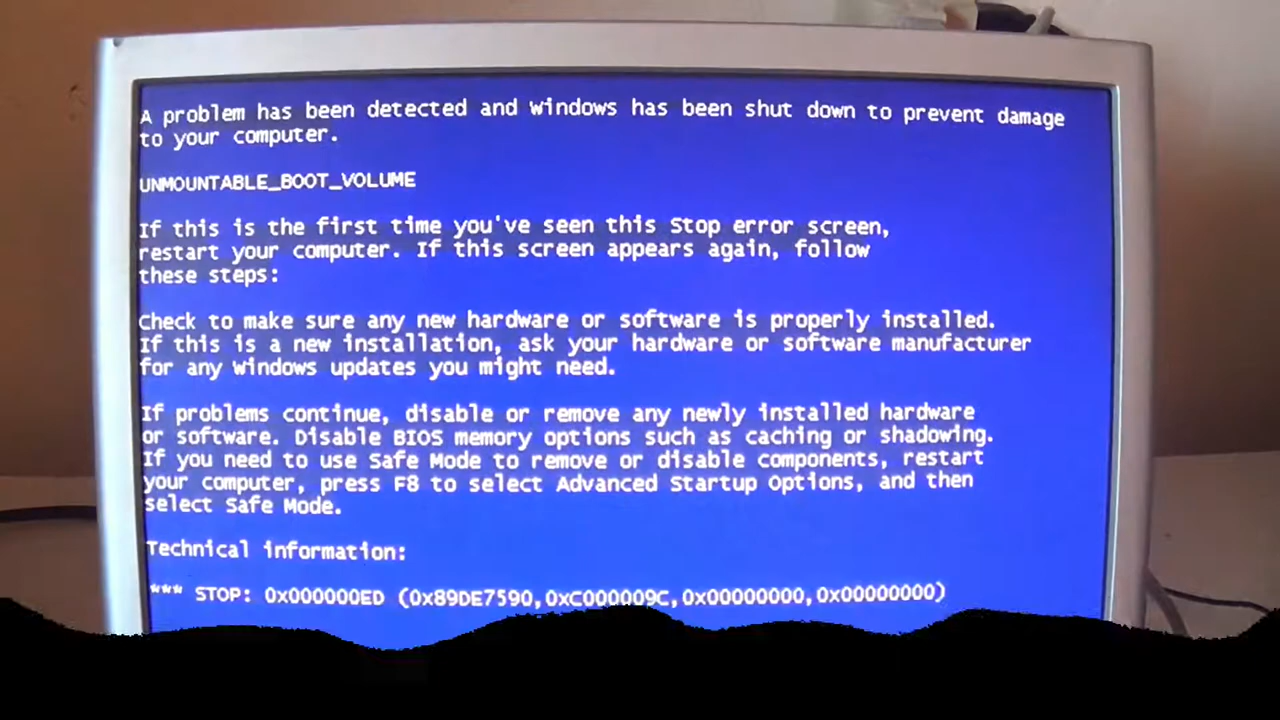 A problem has been detected and Windows has been shut down to prevent damage
to your computer.
UNMOUNTABLE_BOOT_VOLUME
If this is the first time you've seen this Stop error screen,
restart your computer. If this screen appears again, follow
these steps:
Check to make sure any new hardware or software is properly installed.
If this is a new installation, ask your hardware or software manufacturer
for any Windows updates you might need.
If problems continue, disable or remove any newly installed hardware
or software. Disable BIOS memory options such as caching or shadowing.
If you need to use Safe Mode to remove or disable components, restart
your computer, press F8 to select Advanced Startup Options, and then
select Safe Mode.
Technical information:
*** STOP: 0x000000ED (0x89DE7590,0xC000009C,0x00000000,0x00000000)